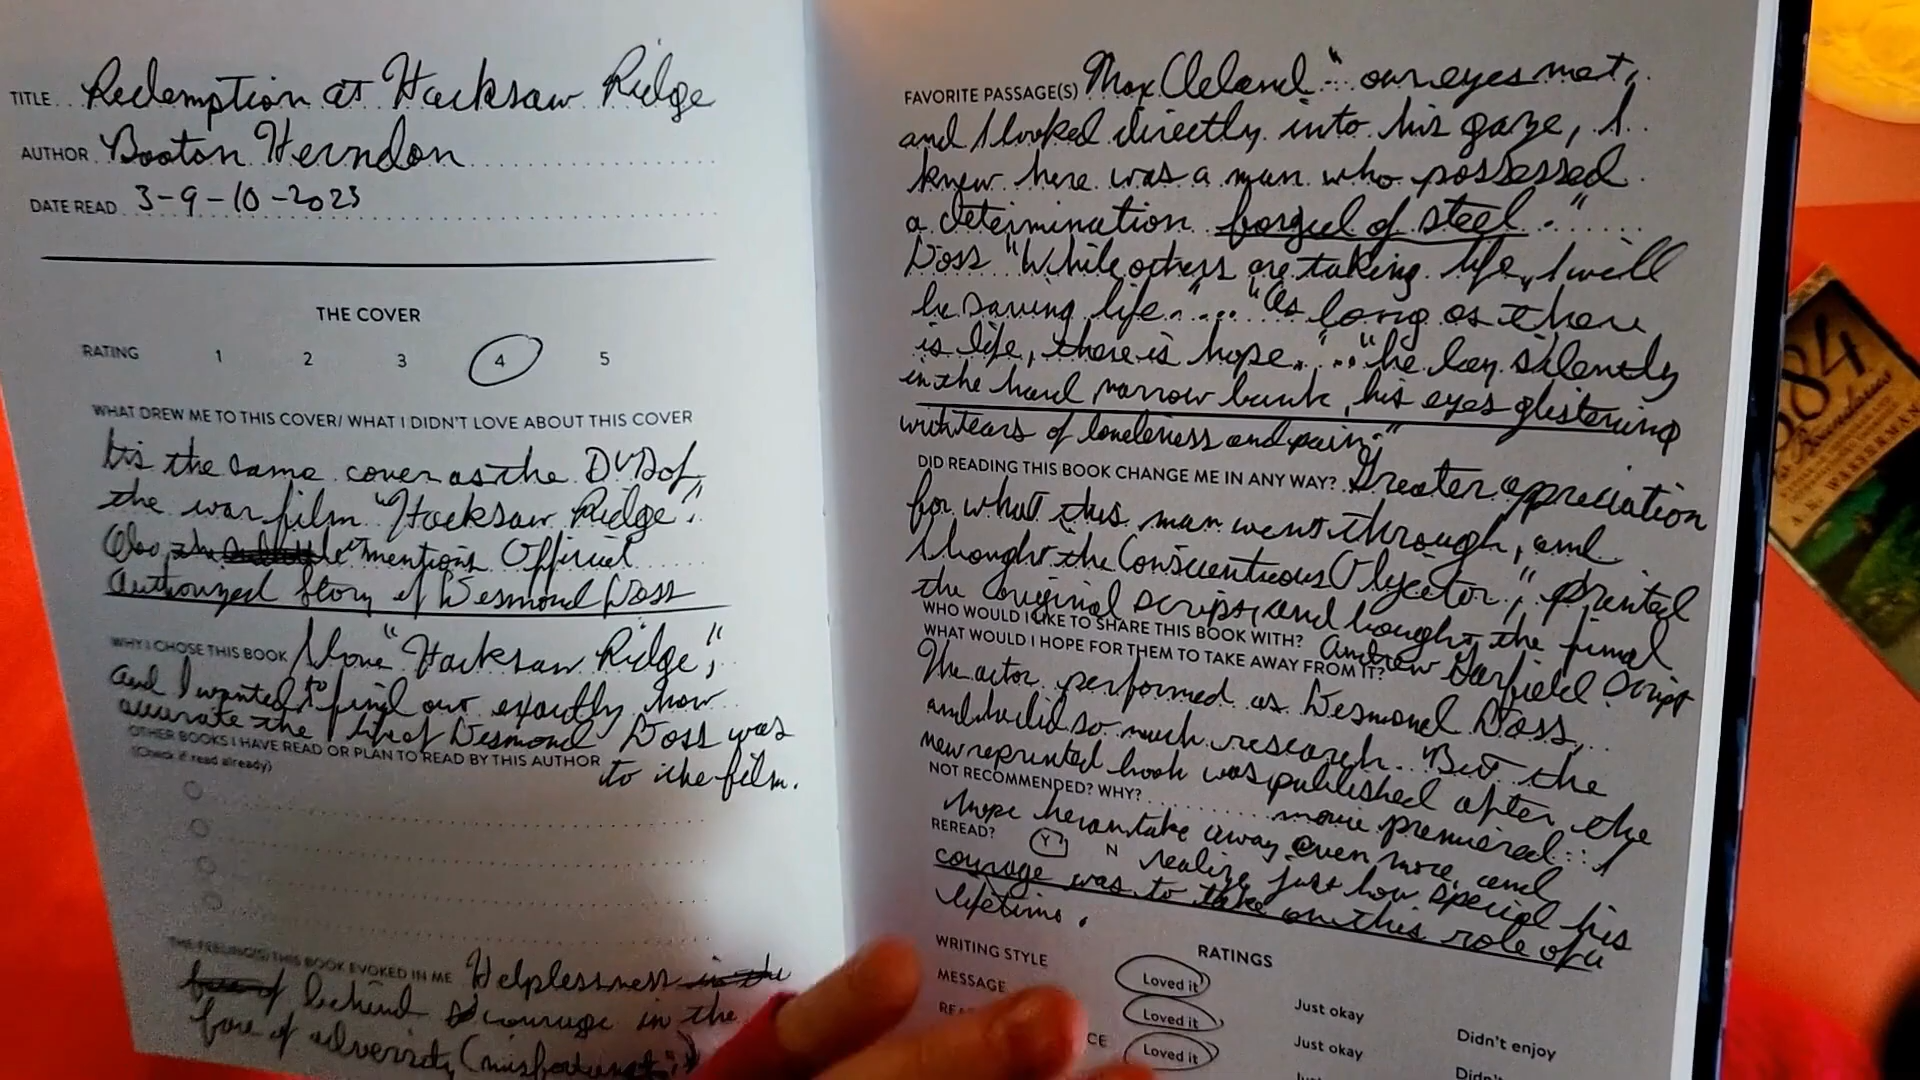 TITLE Redemption at Hacksaw Ridge
AUTHOR Booton Herndon
DATE READ 3-9-10-2023
THE COVER
RATING 1 2 3 4 5
WHAT DREW ME TO THIS COVER/ WHAT I DIDN'T LOVE ABOUT THIS COVER
It's the same cover as the DVD of
the war film "Hacksaw Ridge".
Also the mentions Official
Authorized Story of Desmond Doss
WHY I CHOSE THIS BOOK I love "Hacksaw Ridge",
and I wanted to find out exactly how
accurate the life of Desmond Doss was
to the film.
OTHER BOOKS I HAVE READ OR PLAN TO READ BY THIS AUTHOR
(Check if read already)
THE FEELING(S) THIS BOOK EVOKED IN ME Helplessness in the
face of behind courage in the
face of adversity (misfortunes)
FAVORITE PASSAGE(S) Max Cleland "our eyes met,
and I looked directly into his gaze, I
knew here was a man who possessed
a determination forged of steel."
Doss "While others are taking life, I will
be saving life." ... "As long as there
is life, there is hope." ... "he lay silently
in the hard narrow bunk, his eyes glistering
with tears of loneliness and pain."
DID READING THIS BOOK CHANGE ME IN ANY WAY? Greater appreciation
for what this man went through, and
I bought the Conscientious Objector", printed
the original script, and bought the final
script
WHO WOULD I LIKE TO SHARE THIS BOOK WITH?
WHAT WOULD I HOPE FOR THEM TO TAKE AWAY FROM IT? Andrew Garfield
The actor performed as Desmond Doss,
and he did so much research. But the
new reprinted book was published after the
movie premiered. I
NOT RECOMMENDED? WHY?
hope he can take away even more, and
REREAD? Y N realize just how special his
courage was to take on this role of a
lifetime.
RATINGS
WRITING STYLE Loved it Just okay Didn't enjoy
MESSAGE Loved it Just okay
CE Loved it
884
A. K. WAKERMAN